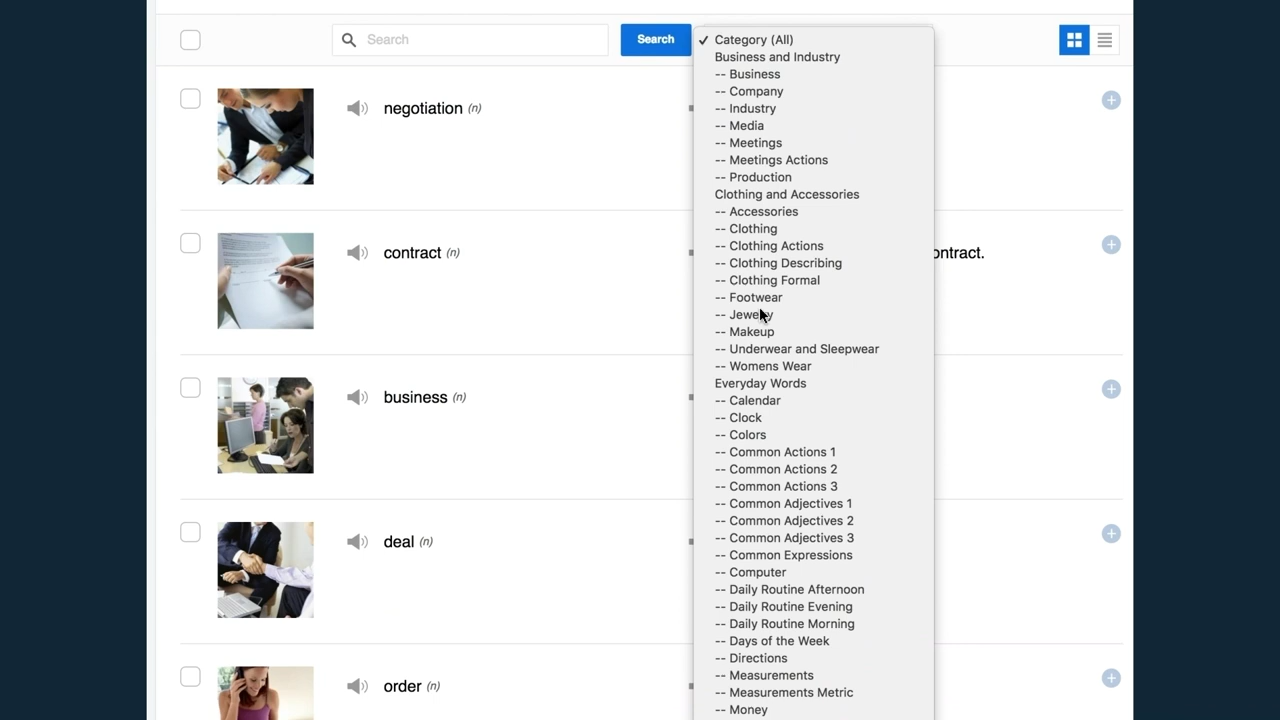 Search
Search
Category (All)
Business and Industry
-- Business
-- Company
-- Industry
-- Media
-- Meetings
-- Meetings Actions
-- Production
Clothing and Accessories
-- Accessories
-- Clothing
-- Clothing Actions
-- Clothing Describing
-- Clothing Formal
-- Footwear
-- Jewelry
-- Makeup
-- Underwear and Sleepwear
-- Womens Wear
Everyday Words
-- Calendar
-- Clock
-- Colors
-- Common Actions 1
-- Common Actions 2
-- Common Actions 3
-- Common Adjectives 1
-- Common Adjectives 2
-- Common Adjectives 3
-- Common Expressions
-- Computer
-- Daily Routine Afternoon
-- Daily Routine Evening
-- Daily Routine Morning
-- Days of the Week
-- Directions
-- Measurements
-- Measurements Metric
-- Money
negotiation (n)
contract (n)
ontract.
business (n)
deal (n)
order (n)